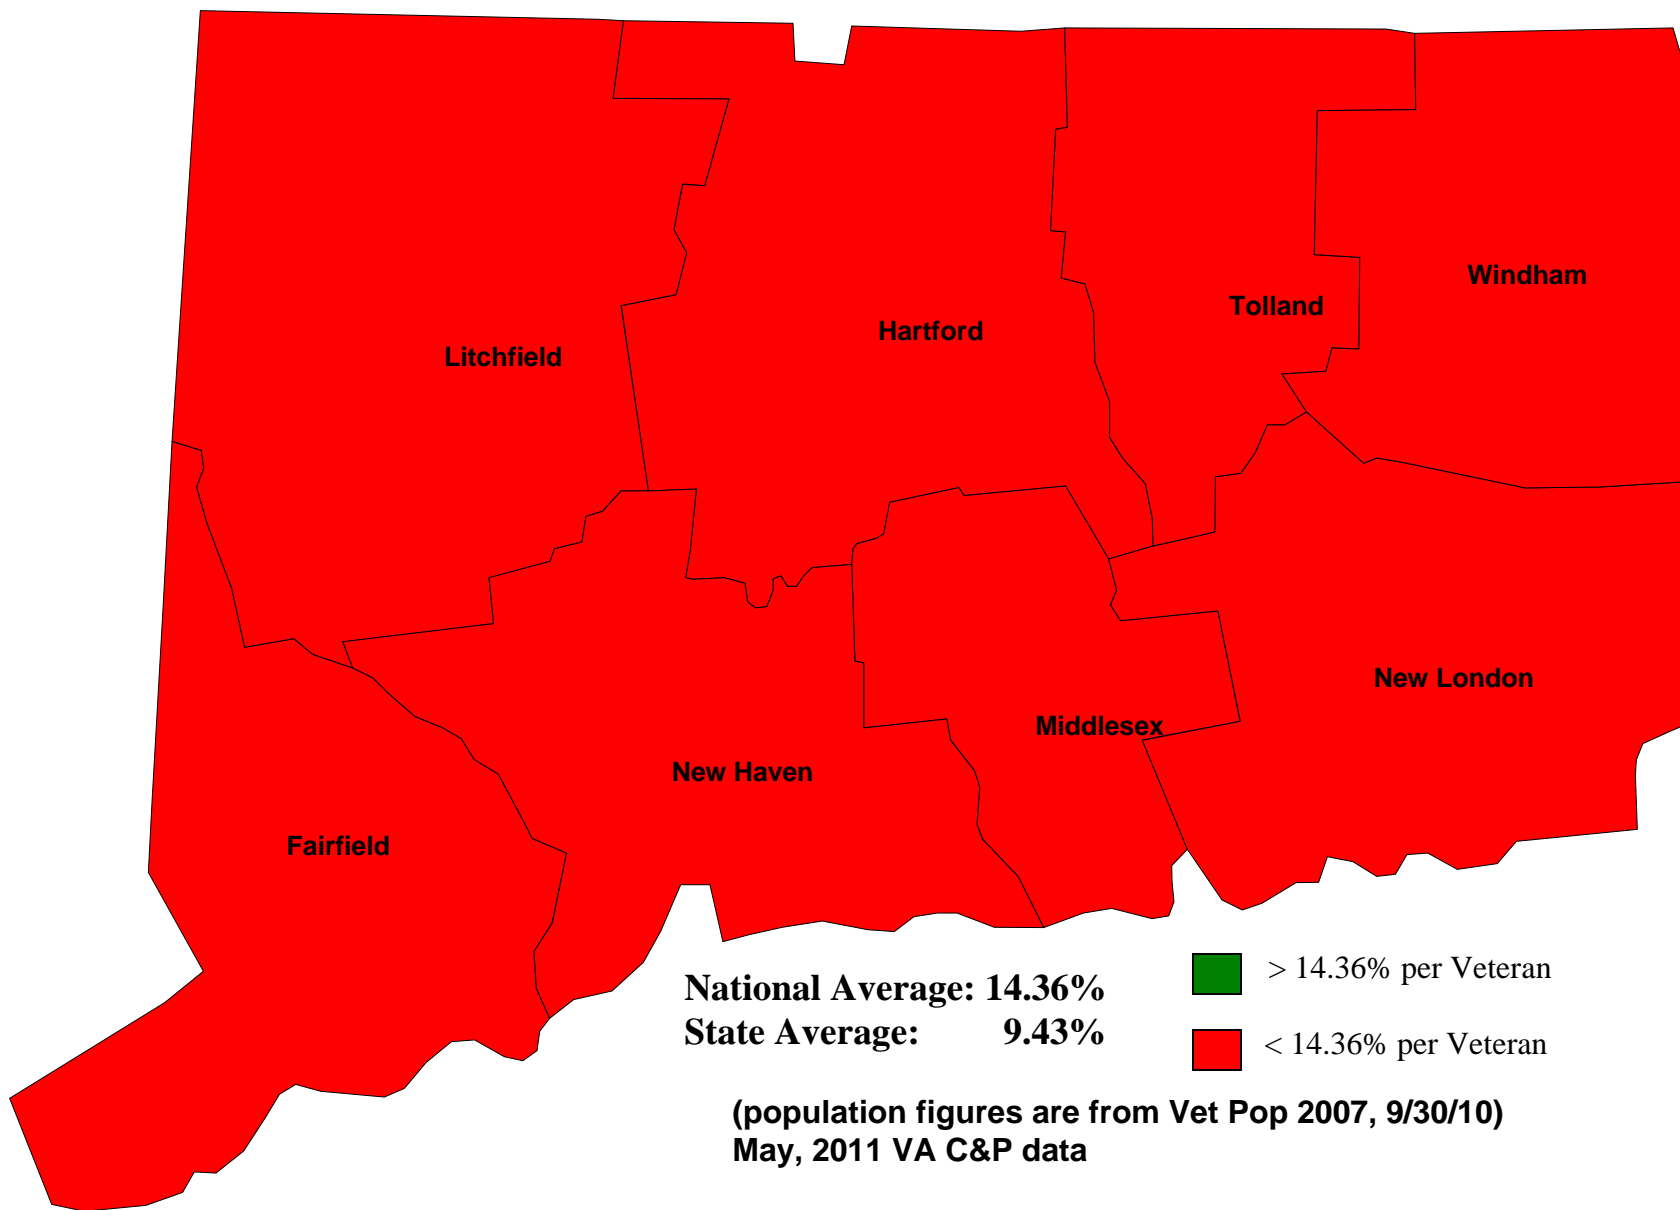 Windham
Tolland
Hartford
Litchfield
New London
Middlesex
New Haven
Fairfield
National Average: 14.36%
State Average: 9.43%
> 14.36% per Veteran
< 14.36% per Veteran
(population figures are from Vet Pop 2007, 9/30/10)
May, 2011 VA C&P data